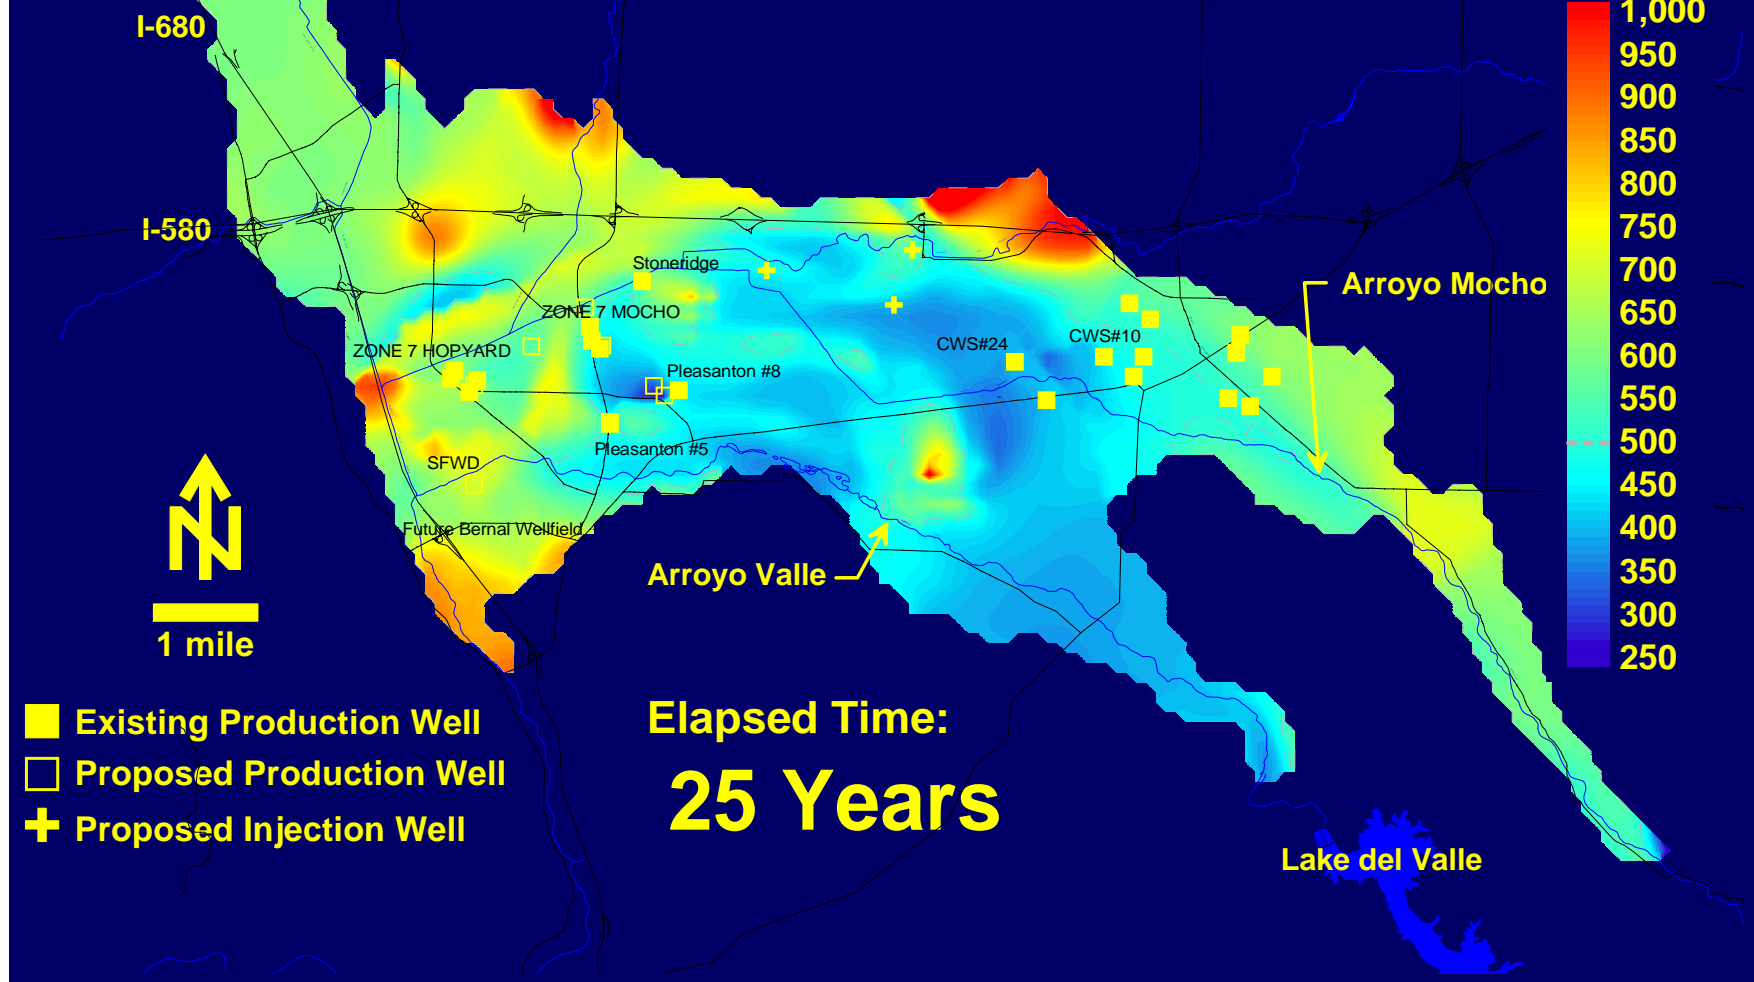 I-680
1,000
950
900
850
800
I-580
750
Stoneridge
700
Arroyo Mocho
ZONE 7 MOCHO
650
CWS#24
CWS#10
ZONE 7 HOPYARD
600
Pleasanton #8
550
500
Pleasanton #5
SFWD
450
Future Bernal Wellfield
400
Arroyo Valle
350
300
1 mile
250
Existing Production Well
Elapsed Time:
Proposed Production Well
25 Years
Proposed Injection Well
Lake del Valle
N